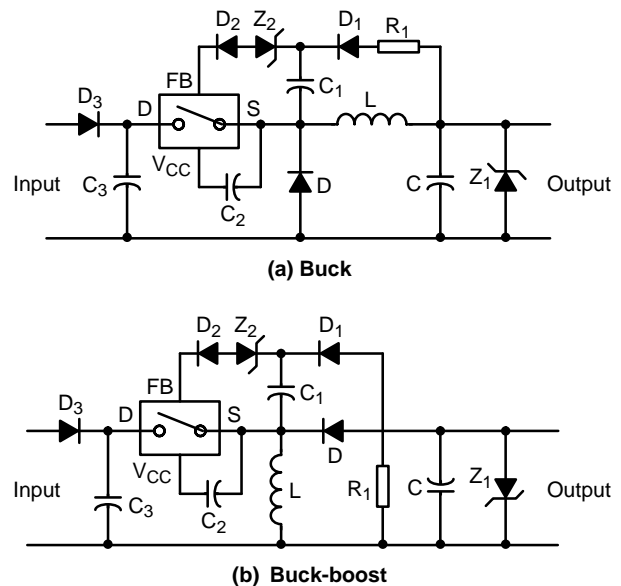 D2 Z2 D1 R1
FB C1
D3 D S L
VCC
Input C3 C2 D C Z1 Output
(a) Buck
D2 Z2 D1
FB C1
D3 D S
VCC D
Input C3 C2 L R1 C Z1 Output
(b) Buck-boost